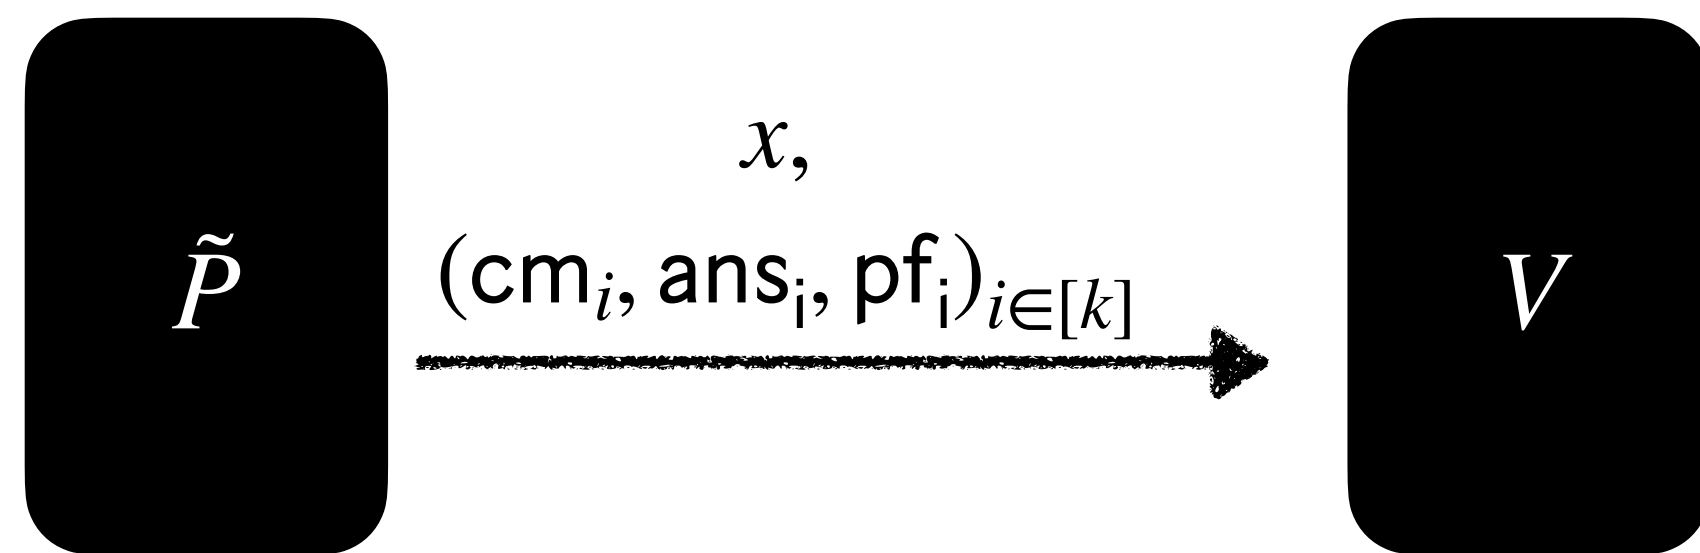 x,
P̃
(cm_i, ans_i, pf_i)_{i∈[k]}
V